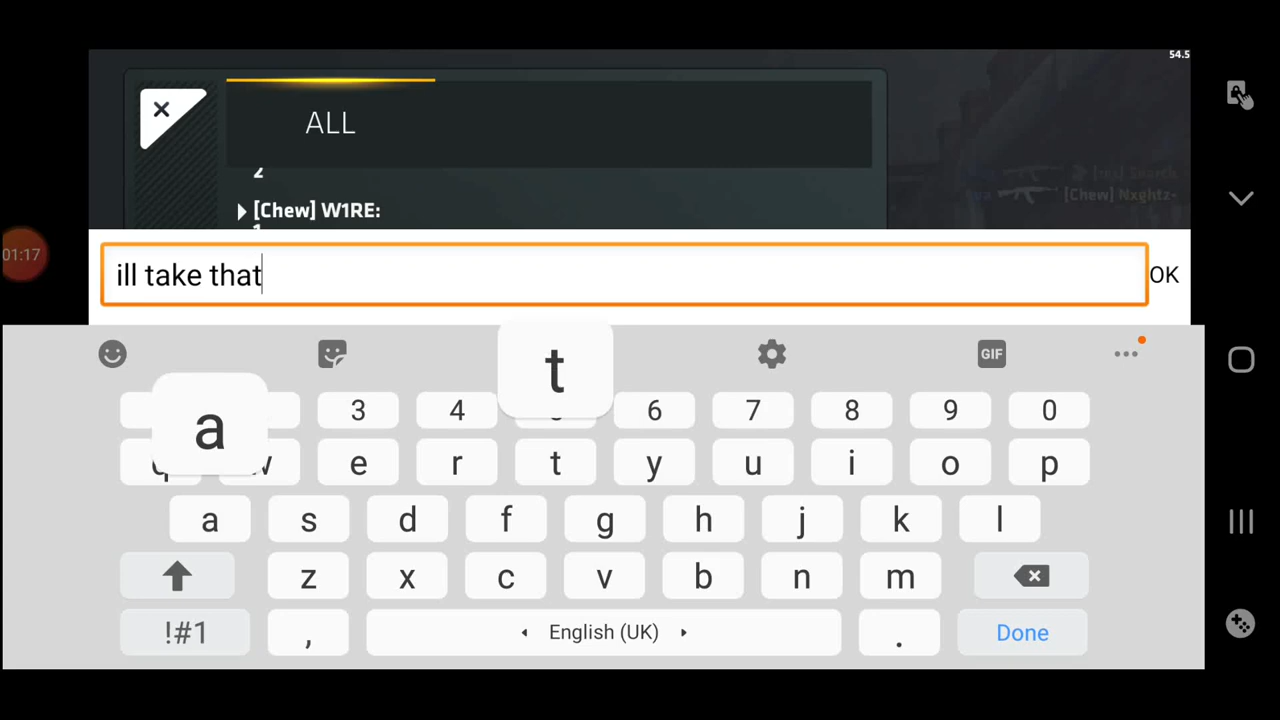 54.5
ALL
2
[Chew] W1RE:
[Chew] Nxghtz-
01:17
ill take that
OK
t
GIF
a
3 4 6 7 8 9 0
e r t y u i o p
a s d f g h j k l
z x c v b n m
!#1 , English (UK) . Done